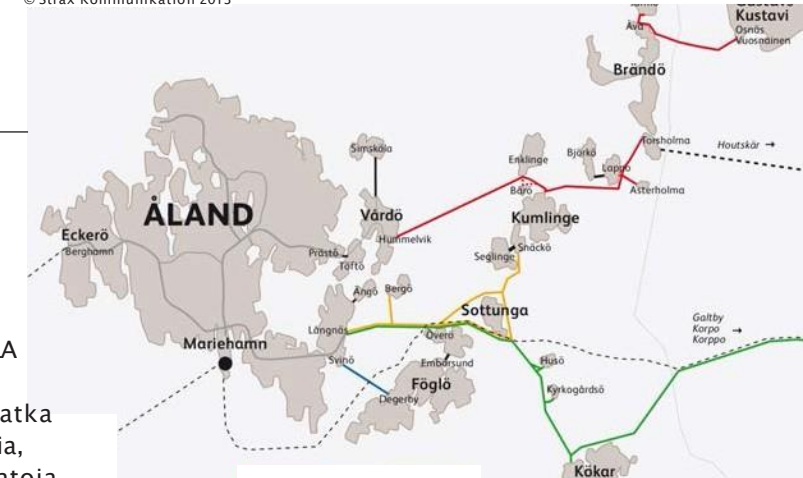 © Strax Kommunikation 2015
Kustavi
Osnäs
Vuosnainen
Åva
Brändö
Torsholma
Houtskär →
Simskäla
Enklinge
Björkö
Lappo
Asterholma
Bärö
ÅLAND
Vårdö
Hummelvik
Kumlinge
Eckerö
Berghamn
Prästö
Töftö
Snäckö
Seglinge
Ängö
Bergö
Sottunga
Långnäs
Överö
Galtby
Korpo
Korppo
→
Mariehamn
Svinö
Embarsund
Husö
Föglö
Degerby
Kyrkogårdsö
Kökar
LA
atka
ia,